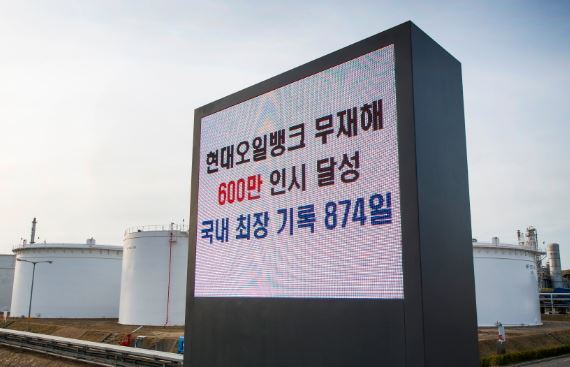 현대오일뱅크 무재해
600만 인시 달성
국내 최장 기록 874일